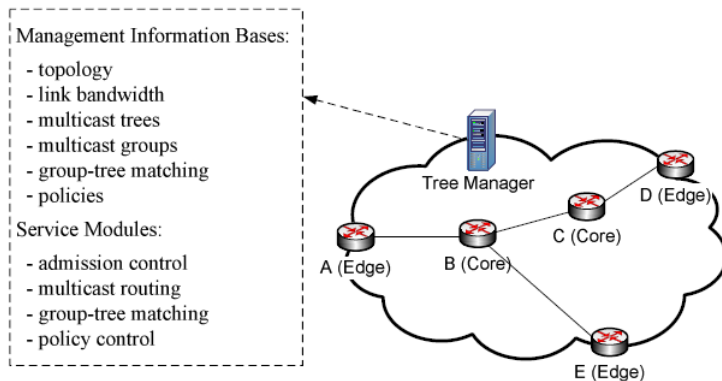 Management Information Bases:
- topology
- link bandwidth
- multicast trees
- multicast groups
- group-tree matching
- policies
Service Modules:
- admission control
- multicast routing
- group-tree matching
- policy control
Tree Manager
D (Edge)
C (Core)
A (Edge)
B (Core)
E (Edge)